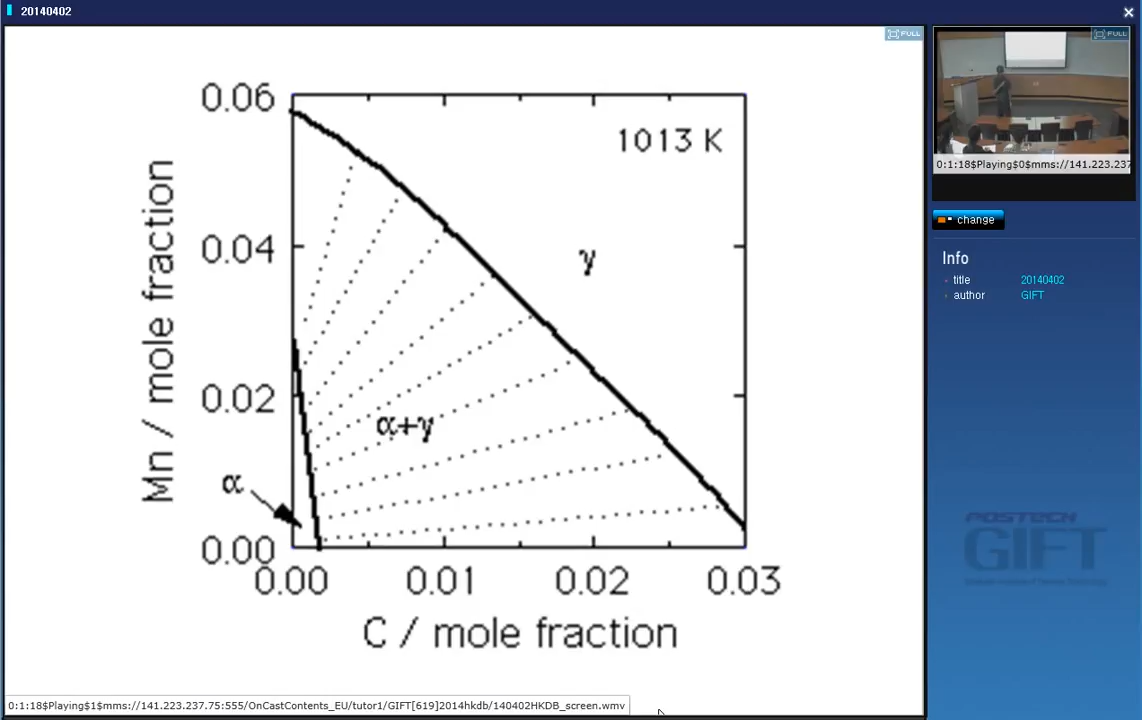 20140402
FULL
0.06
0.04
0.02
0.00
Mn / mole fraction
1013 K
γ
α+γ
α
0.00 0.01 0.02 0.03
C / mole fraction
0:1:18$Playing$1$mms://141.223.237.75:555/OnCastContents_EU/tutor1/GIFT[619]2014hkdb/140402HKDB_screen.wmv
FULL
0:1:18$Playing$0$mms://141.223.237
change
Info
title 20140402
author GIFT
POSTECH
GIFT